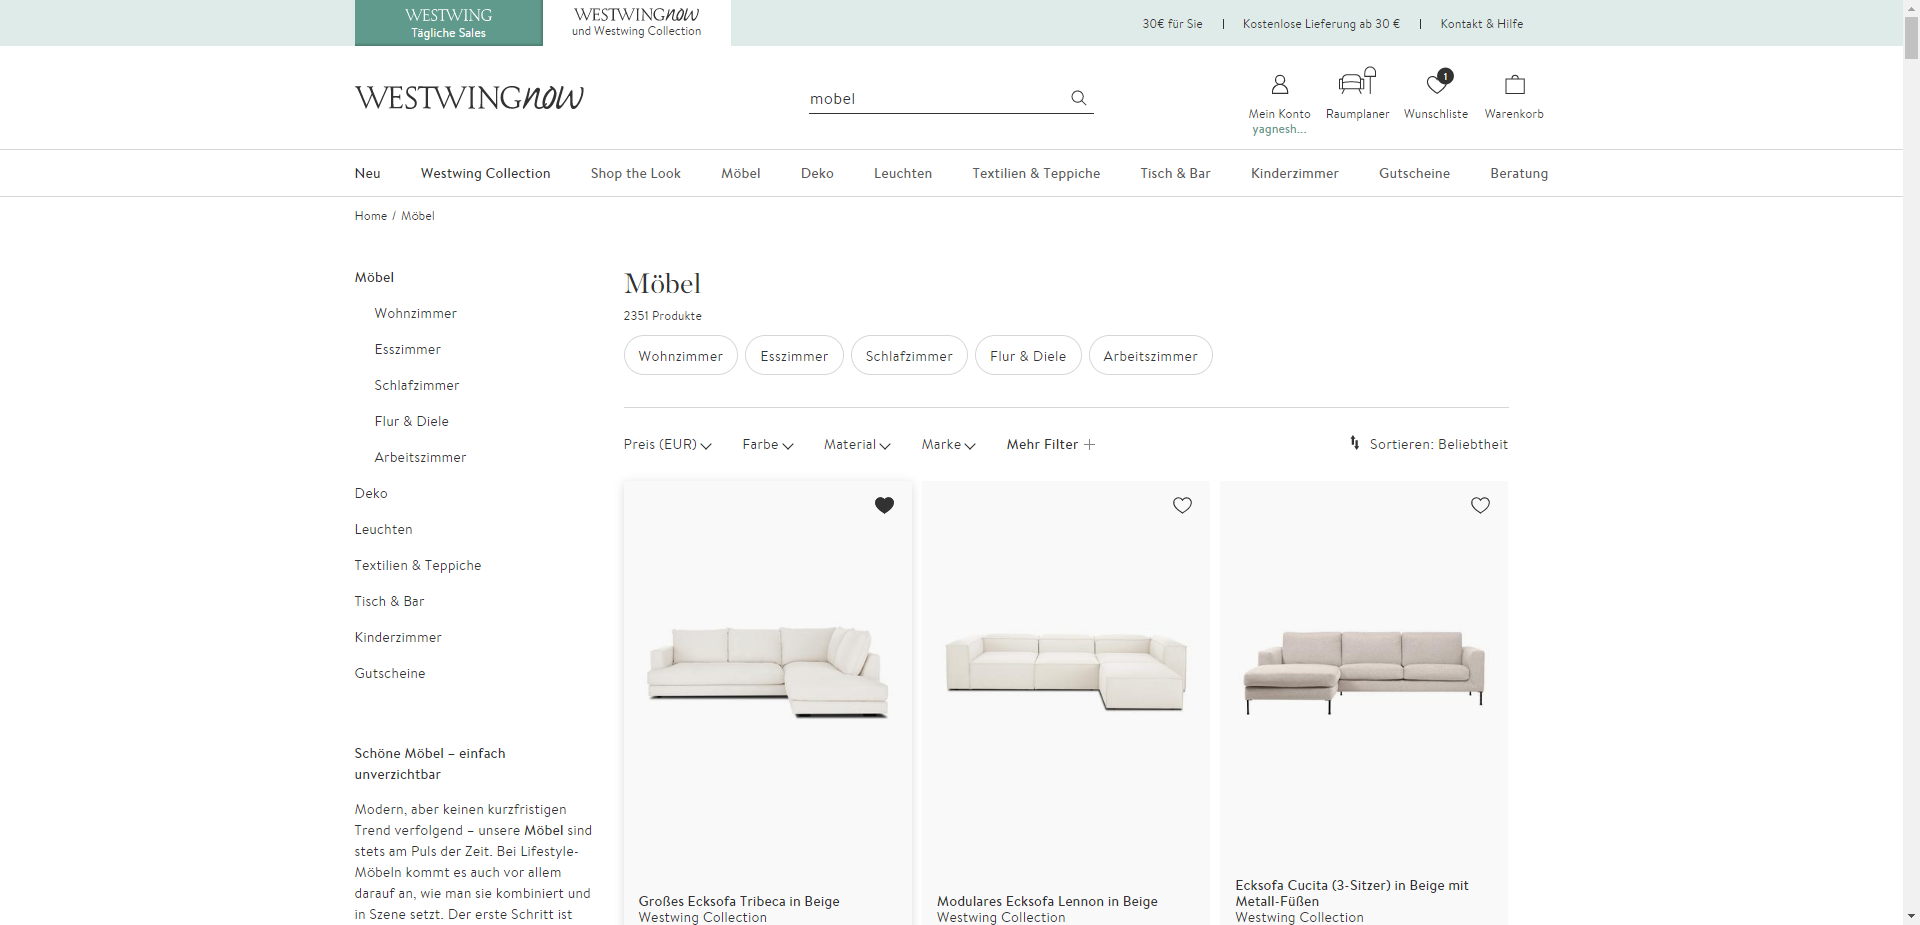 WESTWING
Tägliche Sales
WESTWINGnow
und Westwing Collection
30€ für Sie | Kostenlose Lieferung ab 30 € | Kontakt & Hilfe
WESTWINGnow
mobel
1
Mein Konto
yagnesh...
Raumplaner
Wunschliste
Warenkorb
Neu Westwing Collection Shop the Look Möbel Deko Leuchten Textilien & Teppiche Tisch & Bar Kinderzimmer Gutscheine Beratung
Home / Möbel
Möbel
Wohnzimmer
Esszimmer
Schlafzimmer
Flur & Diele
Arbeitszimmer
Deko
Leuchten
Textilien & Teppiche
Tisch & Bar
Kinderzimmer
Gutscheine
Schöne Möbel – einfach
unverzichtbar
Modern, aber keinen kurzfristigen
Trend verfolgend – unsere Möbel sind
stets am Puls der Zeit. Bei Lifestyle-
Möbeln kommt es auch vor allem
darauf an, wie man sie kombiniert und
in Szene setzt. Der erste Schritt ist
Möbel
2351 Produkte
Wohnzimmer Esszimmer Schlafzimmer Flur & Diele Arbeitszimmer
Preis (EUR) Farbe Material Marke Mehr Filter Sortieren: Beliebtheit
Großes Ecksofa Tribeca in Beige
Westwing Collection
Modulares Ecksofa Lennon in Beige
Westwing Collection
Ecksofa Cucita (3-Sitzer) in Beige mit
Metall-Füßen
Westwing Collection